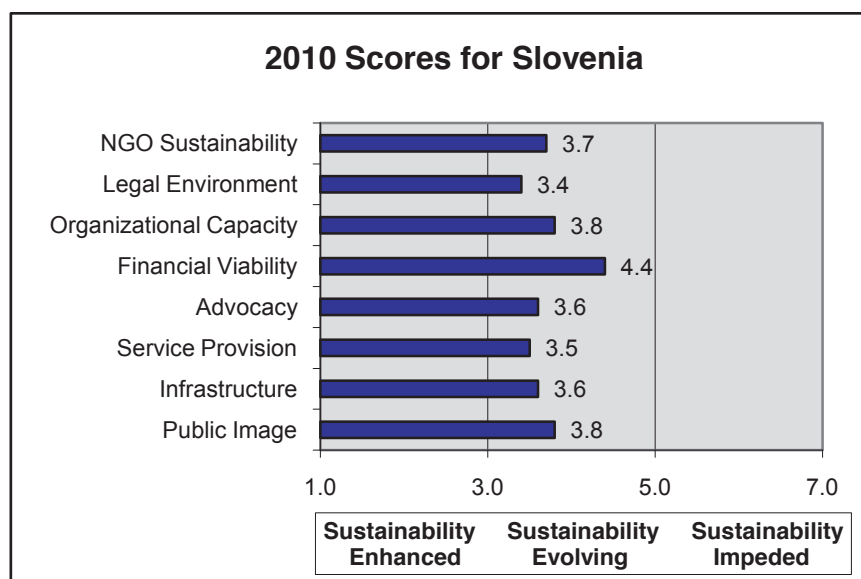 2010 Scores for Slovenia
NGO Sustainability 3.7
Legal Environment 3.4
Organizational Capacity 3.8
Financial Viability 4.4
Advocacy 3.6
Service Provision 3.5
Infrastructure 3.6
Public Image 3.8
1.0 3.0 5.0 7.0
Sustainability Sustainability Sustainability
Enhanced Evolving Impeded